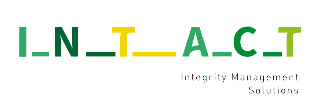 I_N_T_A_C_T
Integrity Management
Solutions